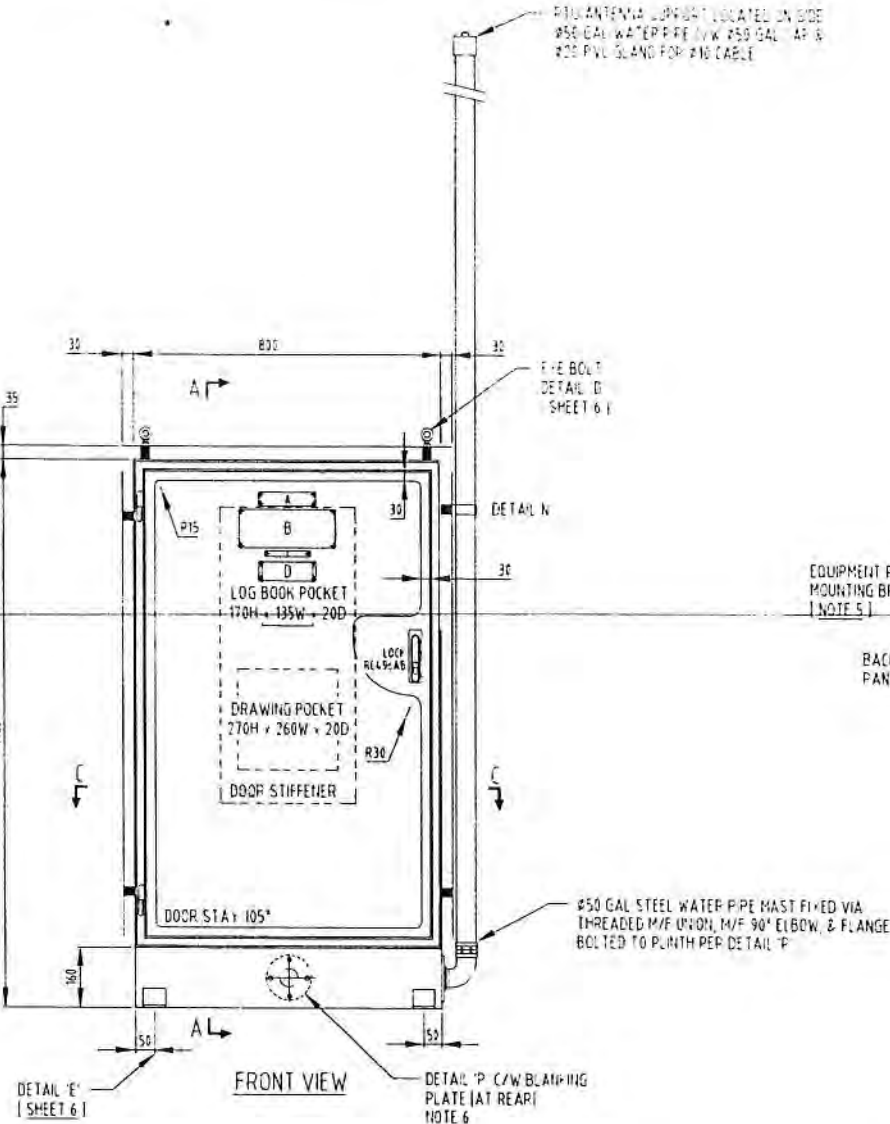 ANTENNA SUPPORT LOCATED ON SIDE
Ø50 GAL WATER PIPE C/W Ø50 GAL CAP &
PVC GLAND FOR Ø10 CABLE
30
800
30
A
EYE BOLT
DETAIL 'D'
[ SHEET 6 ]
35
A
30
DETAIL N
R15
B
D
30
LOG BOOK POCKET
170H x 135W x 20D
EQUIPMENT
MOUNTING
[ NOTE 5 ]
LOCK
DRAWING POCKET
270H x 260W x 20D
R30
C
C
DOOR STIFFENER
DOOR STAY 105°
Ø50 GAL STEEL WATER PIPE MAST FIXED VIA
THREADED M/F UNION, M/F 90° ELBOW, & FLANGE
BOLTED TO PLINTH PER DETAIL 'P'
160
A
50
50
FRONT VIEW
DETAIL 'E'
[ SHEET 6 ]
DETAIL 'P' C/W BLANKING
PLATE [AT REAR]
NOTE 6